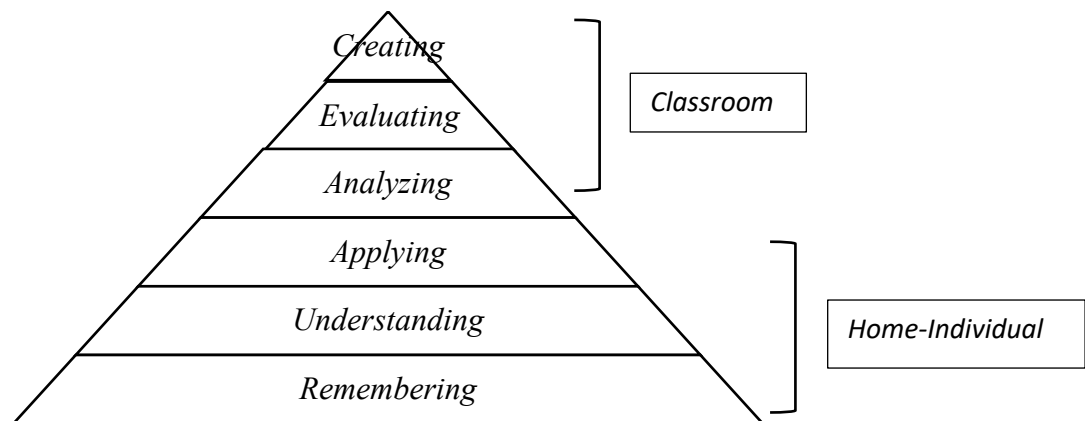 Creating
Classroom
Evaluating
Analyzing
Applying
Understanding
Home-Individual
Remembering